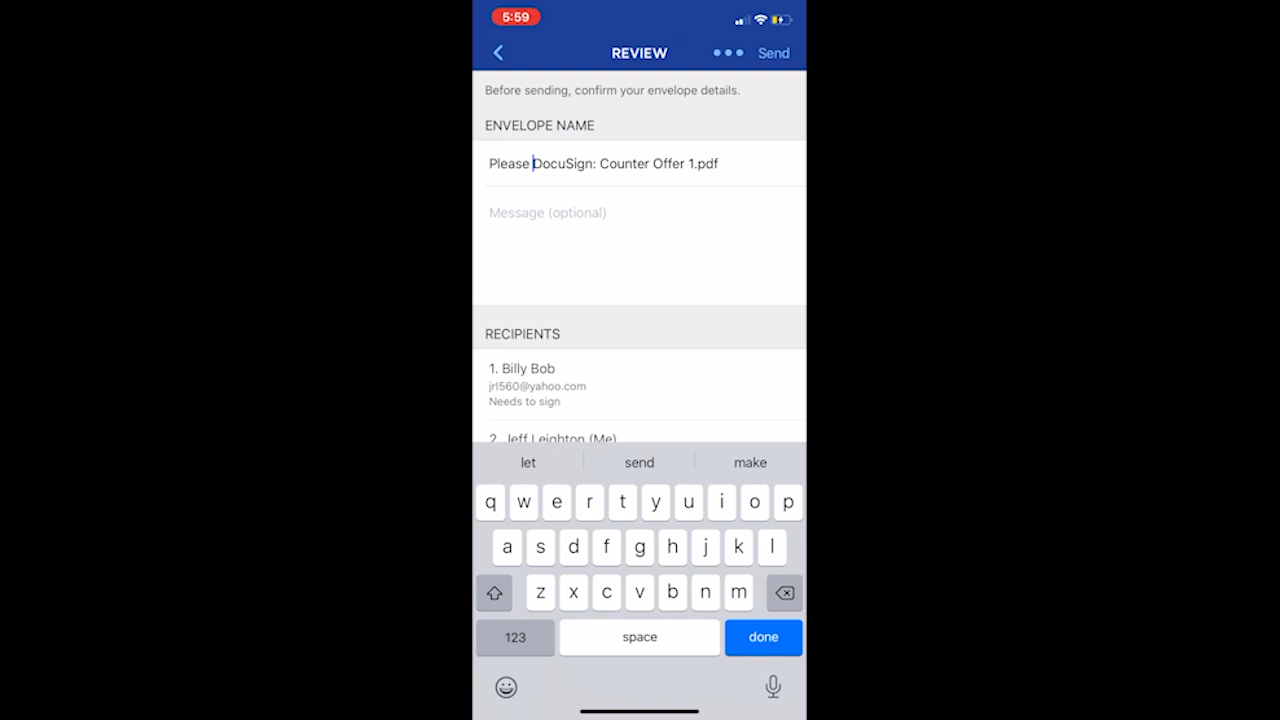 5:59
REVIEW
Send
Before sending, confirm your envelope details.
ENVELOPE NAME
Please DocuSign: Counter Offer 1.pdf
Message (optional)
RECIPIENTS
1. Billy Bob
jrl560@yahoo.com
Needs to sign
2. Jeff Leighton (Me)
let send make
q w e r t y u i o p
a s d f g h j k l
z x c v b n m
123 space done